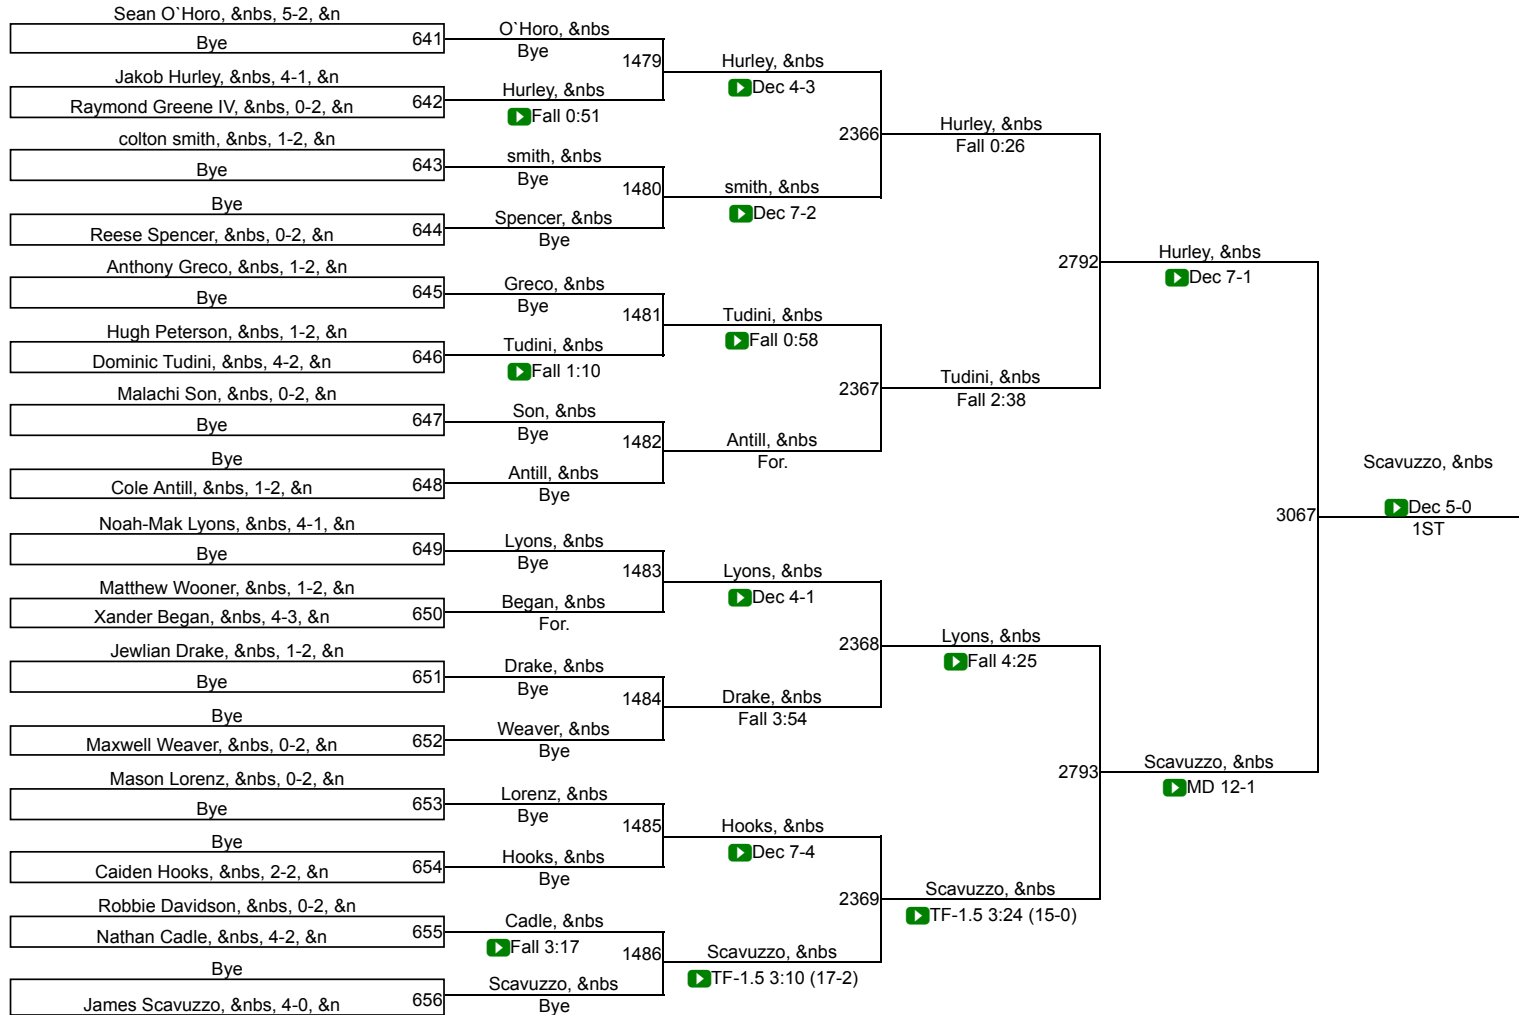 Sean O`Horo, &nbs, 5-2, &n
Bye
641
Jakob Hurley, &nbs, 4-1, &n
Raymond Greene IV, &nbs, 0-2, &n
642
colton smith, &nbs, 1-2, &n
Bye
643
Bye
Reese Spencer, &nbs, 0-2, &n
644
Anthony Greco, &nbs, 1-2, &n
Bye
645
Hugh Peterson, &nbs, 1-2, &n
Dominic Tudini, &nbs, 4-2, &n
646
Malachi Son, &nbs, 0-2, &n
Bye
647
Bye
Cole Antill, &nbs, 1-2, &n
648
Noah-Mak Lyons, &nbs, 4-1, &n
Bye
649
Matthew Wooner, &nbs, 1-2, &n
Xander Began, &nbs, 4-3, &n
650
Jewlian Drake, &nbs, 1-2, &n
Bye
651
Bye
Maxwell Weaver, &nbs, 0-2, &n
652
Mason Lorenz, &nbs, 0-2, &n
Bye
653
Bye
Caiden Hooks, &nbs, 2-2, &n
654
Robbie Davidson, &nbs, 0-2, &n
Nathan Cadle, &nbs, 4-2, &n
655
Bye
James Scavuzzo, &nbs, 4-0, &n
656
O`Horo, &nbs
Bye
1479
Hurley, &nbs
Fall 0:51
smith, &nbs
Bye
1480
Spencer, &nbs
Bye
Greco, &nbs
Bye
1481
Tudini, &nbs
Fall 1:10
Son, &nbs
Bye
1482
Antill, &nbs
Bye
Lyons, &nbs
Bye
1483
Began, &nbs
For.
Drake, &nbs
Bye
1484
Weaver, &nbs
Bye
Lorenz, &nbs
Bye
1485
Hooks, &nbs
Bye
Cadle, &nbs
Fall 3:17
1486
Scavuzzo, &nbs
Bye
Hurley, &nbs
Dec 4-3
2366
smith, &nbs
Dec 7-2
Tudini, &nbs
Fall 0:58
2367
Antill, &nbs
For.
Lyons, &nbs
Dec 4-1
2368
Drake, &nbs
Fall 3:54
Hooks, &nbs
Dec 7-4
2369
Scavuzzo, &nbs
TF-1.5 3:10 (17-2)
Hurley, &nbs
Fall 0:26
2792
Tudini, &nbs
Fall 2:38
Lyons, &nbs
Fall 4:25
2793
Scavuzzo, &nbs
TF-1.5 3:24 (15-0)
Hurley, &nbs
Dec 7-1
3067
Scavuzzo, &nbs
MD 12-1
Scavuzzo, &nbs
Dec 5-0
1ST